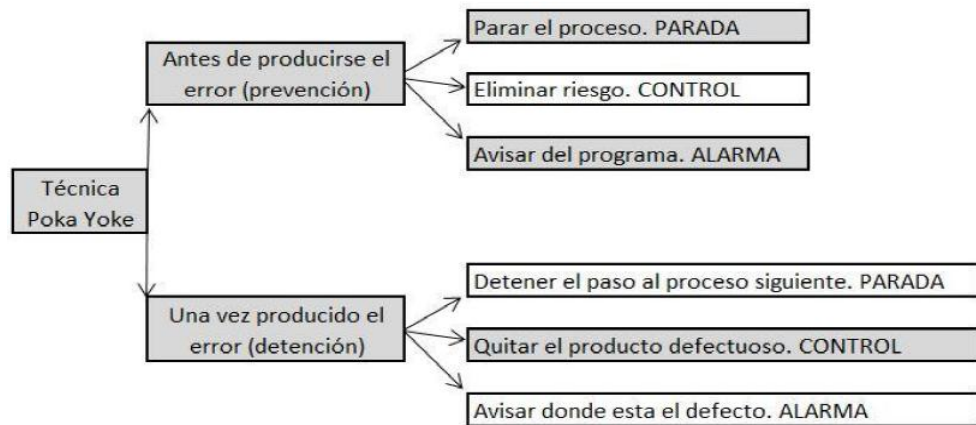 Parar el proceso. PARADA
Antes de producirse el
error (prevención)
Eliminar riesgo. CONTROL
Avisar del programa. ALARMA
Técnica
Poka Yoke
Detener el paso al proceso siguiente. PARADA
Una vez producido el
error (detención)
Quitar el producto defectuoso. CONTROL
Avisar donde esta el defecto. ALARMA